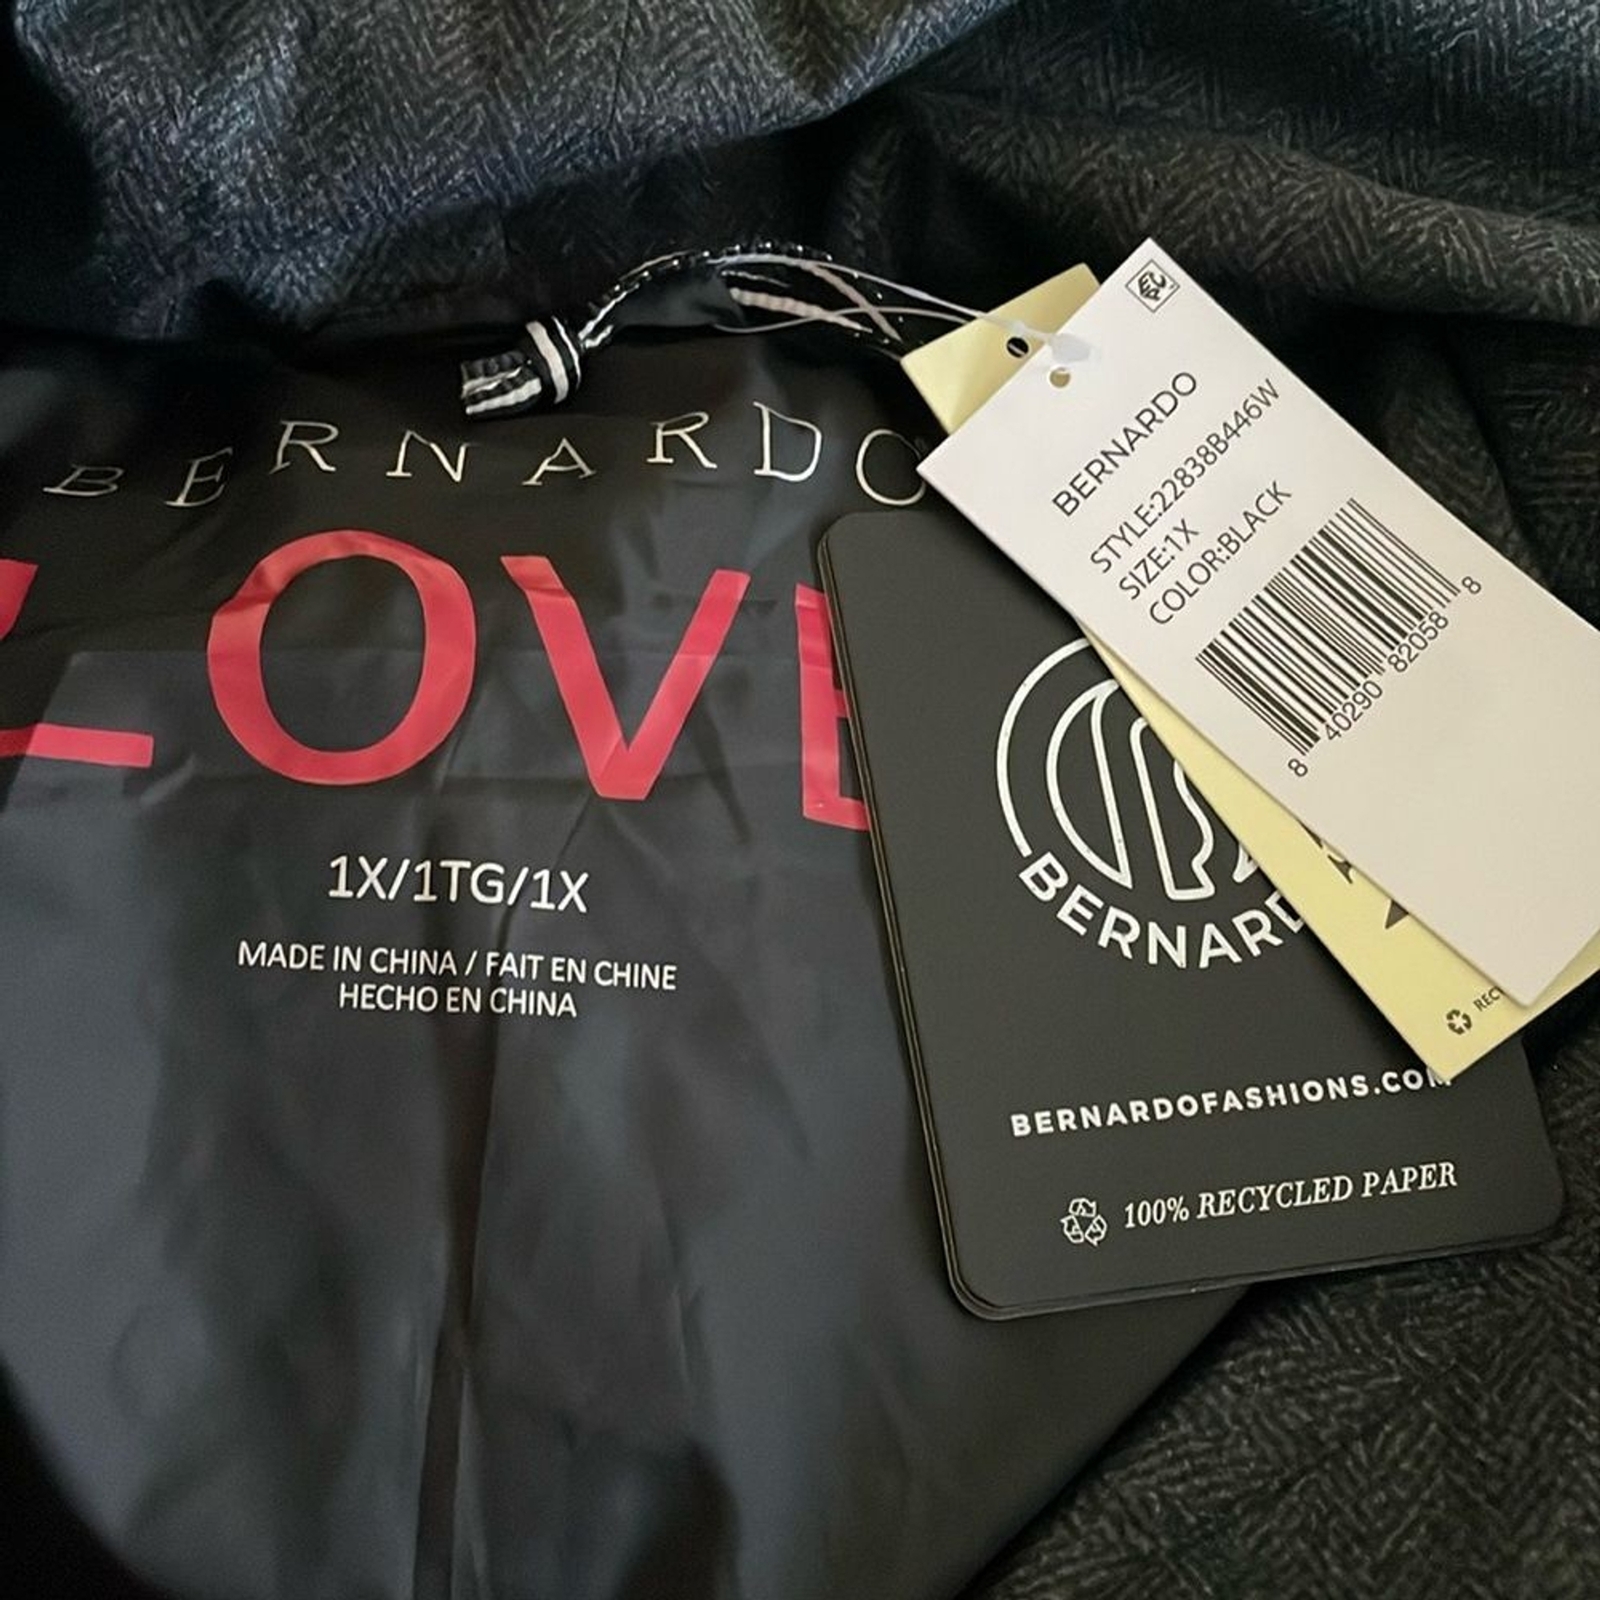 BERNARDO
LOVE
1X/1TG/1X
MADE IN CHINA / FAIT EN CHINE
HECHO EN CHINA
BERNARDO
STYLE:22838B446W
SIZE:1X
COLOR:BLACK
8 40290 82058 8
BERNARD
BERNARDOFASHIONS.COM
100% RECYCLED PAPER